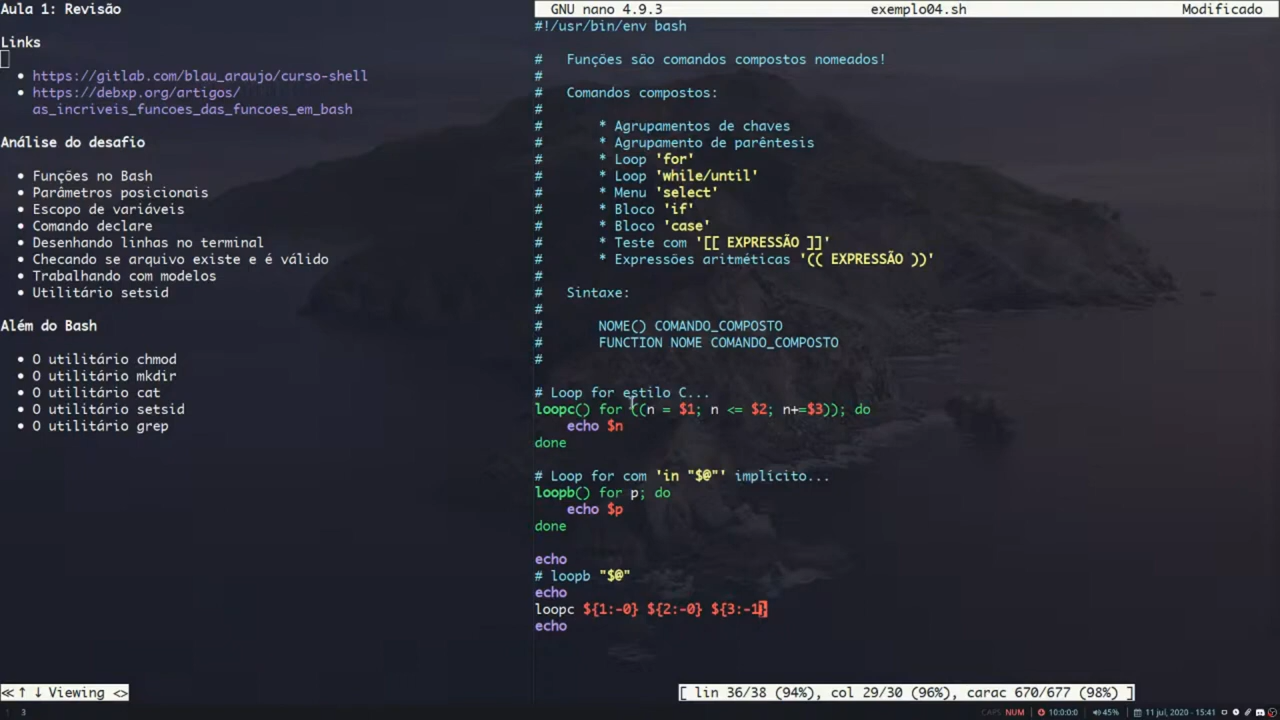 Aula 1: Revisão
Links
• https://gitlab.com/blau_araujo/curso-shell
• https://debxp.org/artigos/
as_incriveis_funcoes_das_funcoes_em_bash
Análise do desafio
• Funções no Bash
• Parâmetros posicionais
• Escopo de variáveis
• Comando declare
• Desenhando linhas no terminal
• Checando se arquivo existe e é válido
• Trabalhando com modelos
• Utilitário setsid
Além do Bash
• O utilitário chmod
• O utilitário mkdir
• O utilitário cat
• O utilitário setsid
• O utilitário grep
≪↑ ↓ Viewing <>
GNU nano 4.9.3 exemplo04.sh Modificado
#!/usr/bin/env bash
#   Funções são comandos compostos nomeados!
#
#   Comandos compostos:
#
#       * Agrupamentos de chaves
#       * Agrupamento de parêntesis
#       * Loop 'for'
#       * Loop 'while/until'
#       * Menu 'select'
#       * Bloco 'if'
#       * Bloco 'case'
#       * Teste com '[[ EXPRESSÃO ]]'
#       * Expressões aritméticas '(( EXPRESSÃO ))'
#
#   Sintaxe:
#
#       NOME() COMANDO_COMPOSTO
#       FUNCTION NOME COMANDO_COMPOSTO
#
# Loop for estilo C...
loopc() for ((n = $1; n <= $2; n+=$3)); do
    echo $n
done
# Loop for com 'in "$@"' implícito...
loopb() for p; do
    echo $p
done
echo
# loopb "$@"
echo
loopc ${1:-0} ${2:-0} ${3:-1}
echo
[ lin 36/38 (94%), col 29/30 (96%), carac 670/677 (98%) ]
1 3 CAPS NUM 10:0:0:0 45% 11 jul, 2020 - 15:41